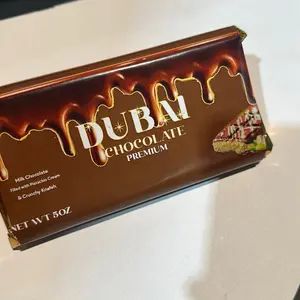 DUBAI
CHOCOLATE
PREMIUM
Milk Chocolate
Filled with Pistachio Cream
& Crunchy Knafeh
NET WT 5OZ